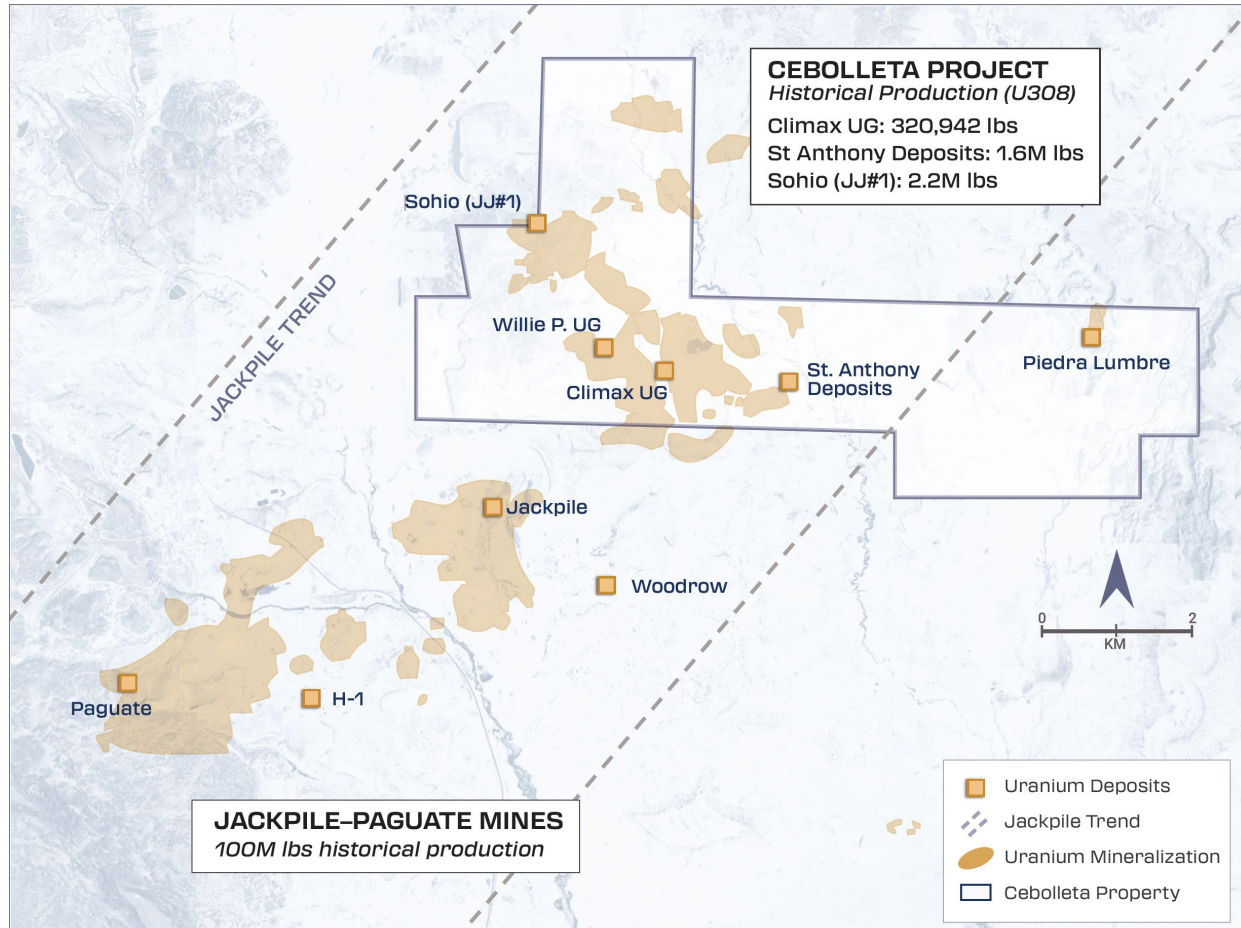 CEBOLLETA PROJECT
Historical Production (U308)
Climax UG: 320,942 lbs
St Anthony Deposits: 1.6M lbs
Sohio (JJ#1): 2.2M lbs
Sohio (JJ#1)
JACKPILE TREND
Willie P. UG
Climax UG
St. Anthony
Deposits
Piedra Lumbre
Jackpile
Woodrow
0
2
KM
Paguate
H-1
JACKPILE–PAGUATE MINES
100M lbs historical production
Uranium Deposits
Jackpile Trend
Uranium Mineralization
Cebolleta Property